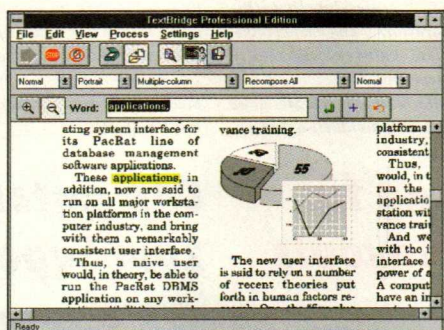 TextBridge Professional Edition
File Edit View Process Settings Help
Normal Portrait Multiple-column Recompose All Normal
Word: applications,
ating system interface for
its PacRat line of
database management
software applications.
These applications, in
addition, now are said to
run on all major worksta-
tion platforms in the com-
puter industry, and bring
with them a remarkably
consistent user interface.
Thus, a naive user
would, in theory, be able to
run the PacRat DBMS
application on any work-
vance training.
55
The new user interface
is said to rely on a number
of recent theories put
forth in human factors re-
platforms
industry,
consistent
Thus,
would, in t
run the
applicatio
station wit
vance train
And we
with the i
interface
power of a
A comput
have an in
Ready